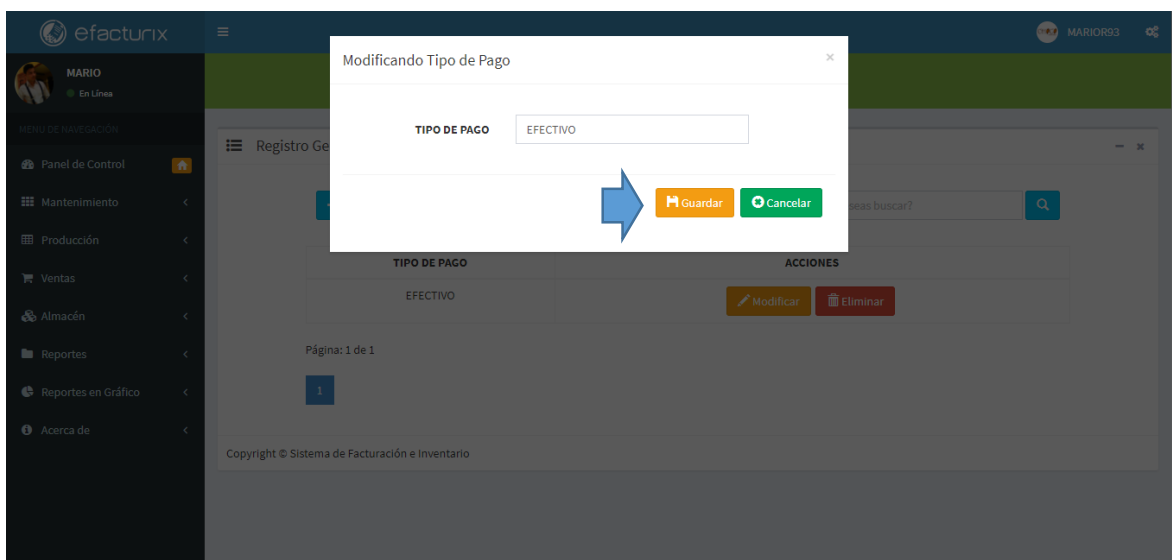 efacturix
MARIOR93
MARIO
En Línea
MENÚ DE NAVEGACIÓN
Panel de Control
Mantenimiento
Producción
Ventas
Almacén
Reportes
Reportes en Gráfico
Acerca de
Modificando Tipo de Pago
×
TIPO DE PAGO
EFECTIVO
Guardar
Cancelar
Registro Ge
seas buscar?
TIPO DE PAGO ACCIONES
EFECTIVO Modificar Eliminar
Página: 1 de 1
1
Copyright © Sistema de Facturación e Inventario